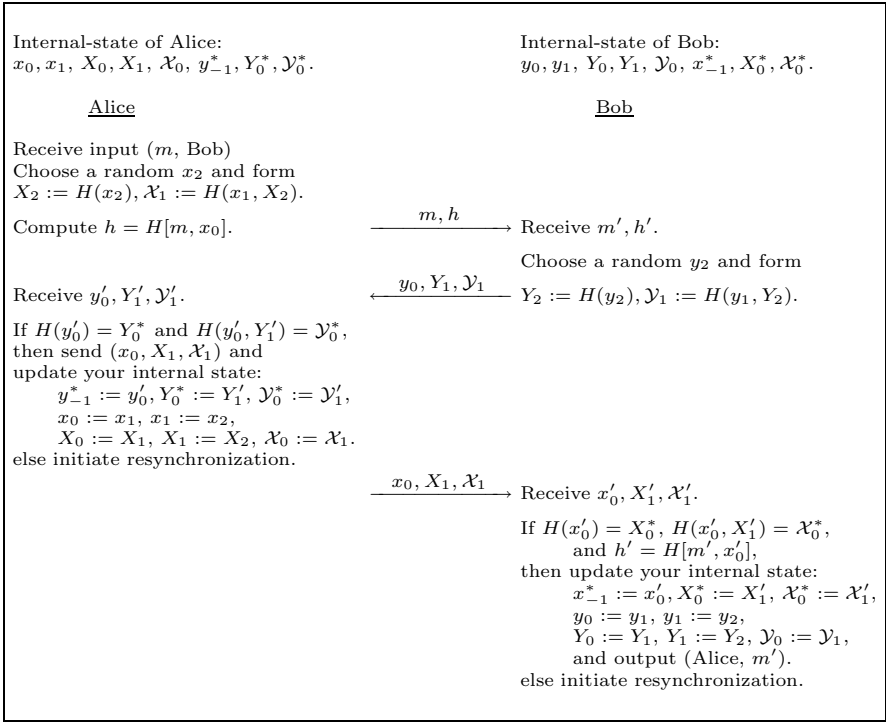 Internal-state of Alice:
x₀, x₁, X₀, X₁, 𝒳₀, y*₋₁, Y*₀, 𝒴*₀.
Internal-state of Bob:
y₀, y₁, Y₀, Y₁, 𝒴₀, x*₋₁, X*₀, 𝒳*₀.
Alice
Bob
Receive input (m, Bob)
Choose a random x₂ and form
X₂ := H(x₂), 𝒳₁ := H(x₁, X₂).
Compute h = H[m, x₀].
m, h
Receive m′, h′.
Choose a random y₂ and form
Y₂ := H(y₂), 𝒴₁ := H(y₁, Y₂).
y₀, Y₁, 𝒴₁
Receive y′₀, Y′₁, 𝒴′₁.
If H(y′₀) = Y*₀ and H(y′₀, Y′₁) = 𝒴*₀,
then send (x₀, X₁, 𝒳₁) and
update your internal state:
y*₋₁ := y′₀, Y*₀ := Y′₁, 𝒴*₀ := 𝒴′₁,
x₀ := x₁, x₁ := x₂,
X₀ := X₁, X₁ := X₂, 𝒳₀ := 𝒳₁.
else initiate resynchronization.
x₀, X₁, 𝒳₁
Receive x′₀, X′₁, 𝒳′₁.
If H(x′₀) = X*₀, H(x′₀, X′₁) = 𝒳*₀,
and h′ = H[m′, x′₀],
then update your internal state:
x*₋₁ := x′₀, X*₀ := X′₁, 𝒳*₀ := 𝒳′₁,
y₀ := y₁, y₁ := y₂,
Y₀ := Y₁, Y₁ := Y₂, 𝒴₀ := 𝒴₁,
and output (Alice, m′).
else initiate resynchronization.